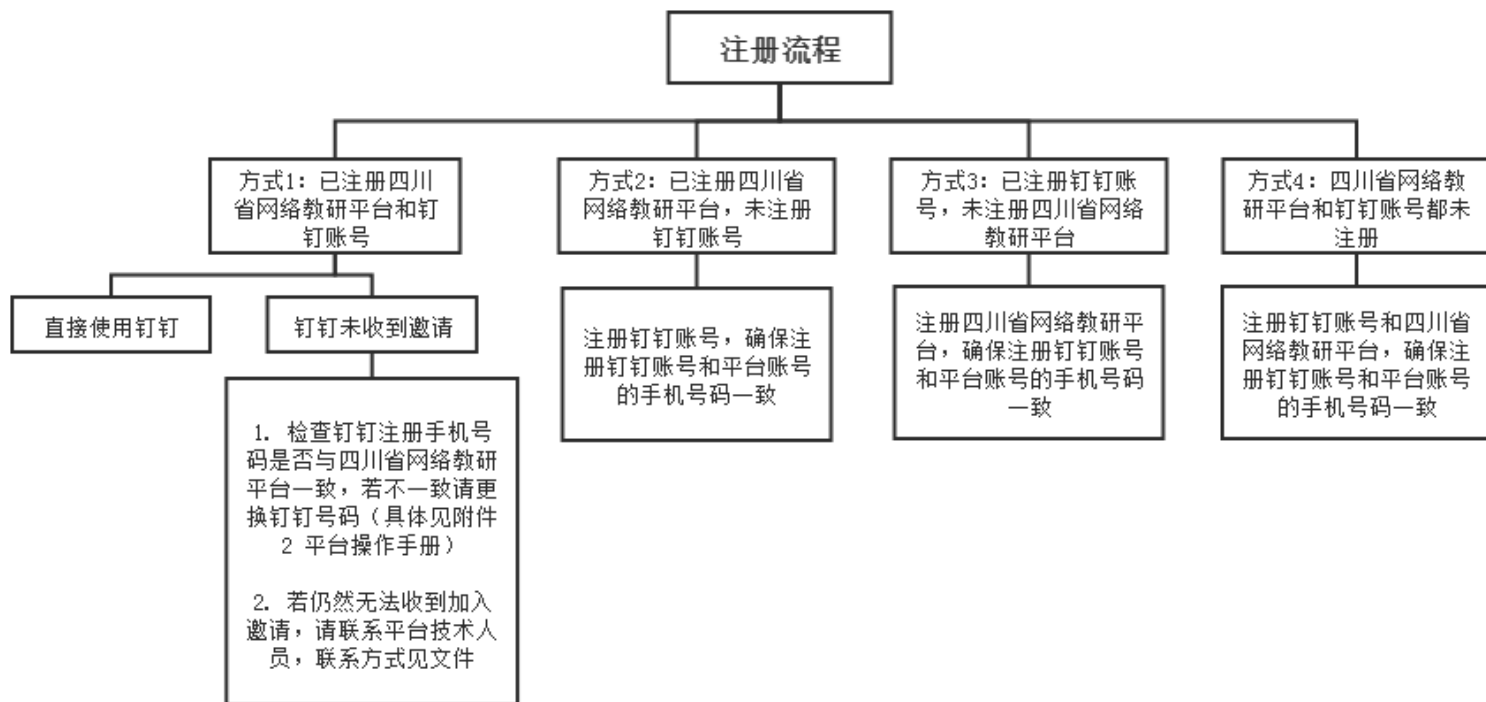 注册流程
方式1: 已注册四川
省网络教研平台和钉
钉账号
方式2: 已注册四川省
网络教研平台，未注册
钉钉账号
方式3: 已注册钉钉账
号，未注册四川省网络
教研平台
方式4: 四川省网络教
研平台和钉钉账号都未
注册
直接使用钉钉
钉钉未收到邀请
注册钉钉账号，确保注
册钉钉账号和平台账号
的手机号码一致
注册四川省网络教研平
台，确保注册钉钉账号
和平台账号的手机号码
一致
注册钉钉账号和四川省
网络教研平台，确保注
册钉钉账号和平台账号
的手机号码一致
1. 检查钉钉注册手机号
码是否与四川省网络教研
平台一致，若不一致请更
换钉钉号码（具体见附件
2 平台操作手册）
2. 若仍然无法收到加入
邀请，请联系平台技术人
员，联系方式见文件